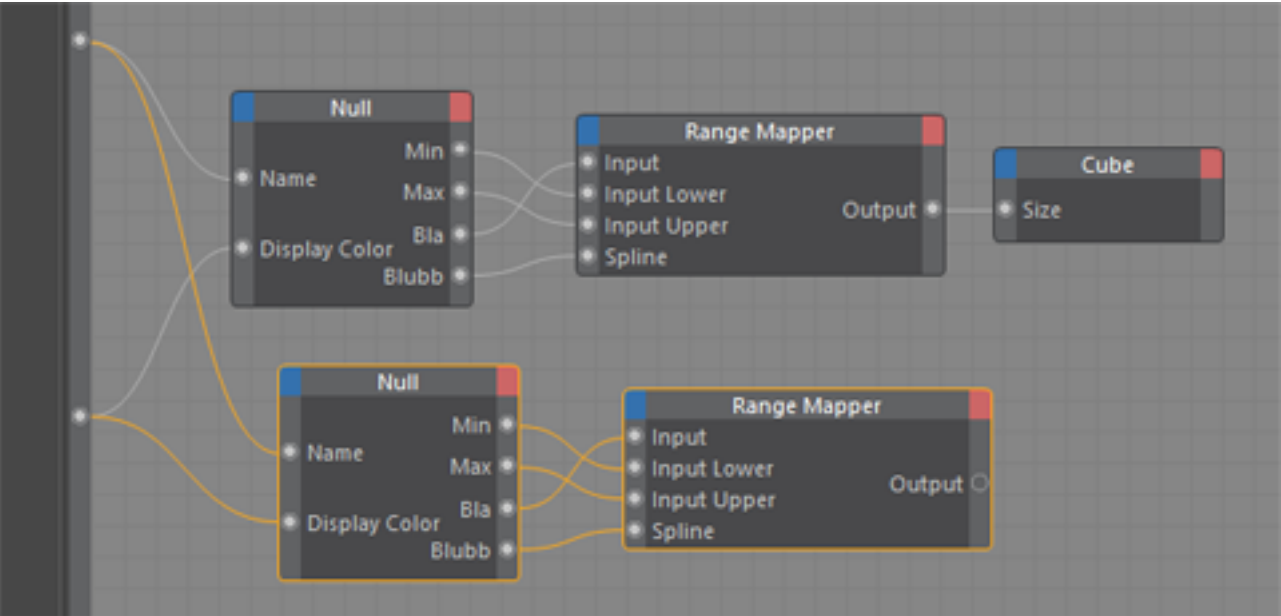 Null
Min
Name
Max
Bla
Display Color
Blubb
Range Mapper
Input
Input Lower
Output
Input Upper
Spline
Cube
Size
Null
Min
Name
Max
Bla
Display Color
Blubb
Range Mapper
Input
Input Lower
Output
Input Upper
Spline